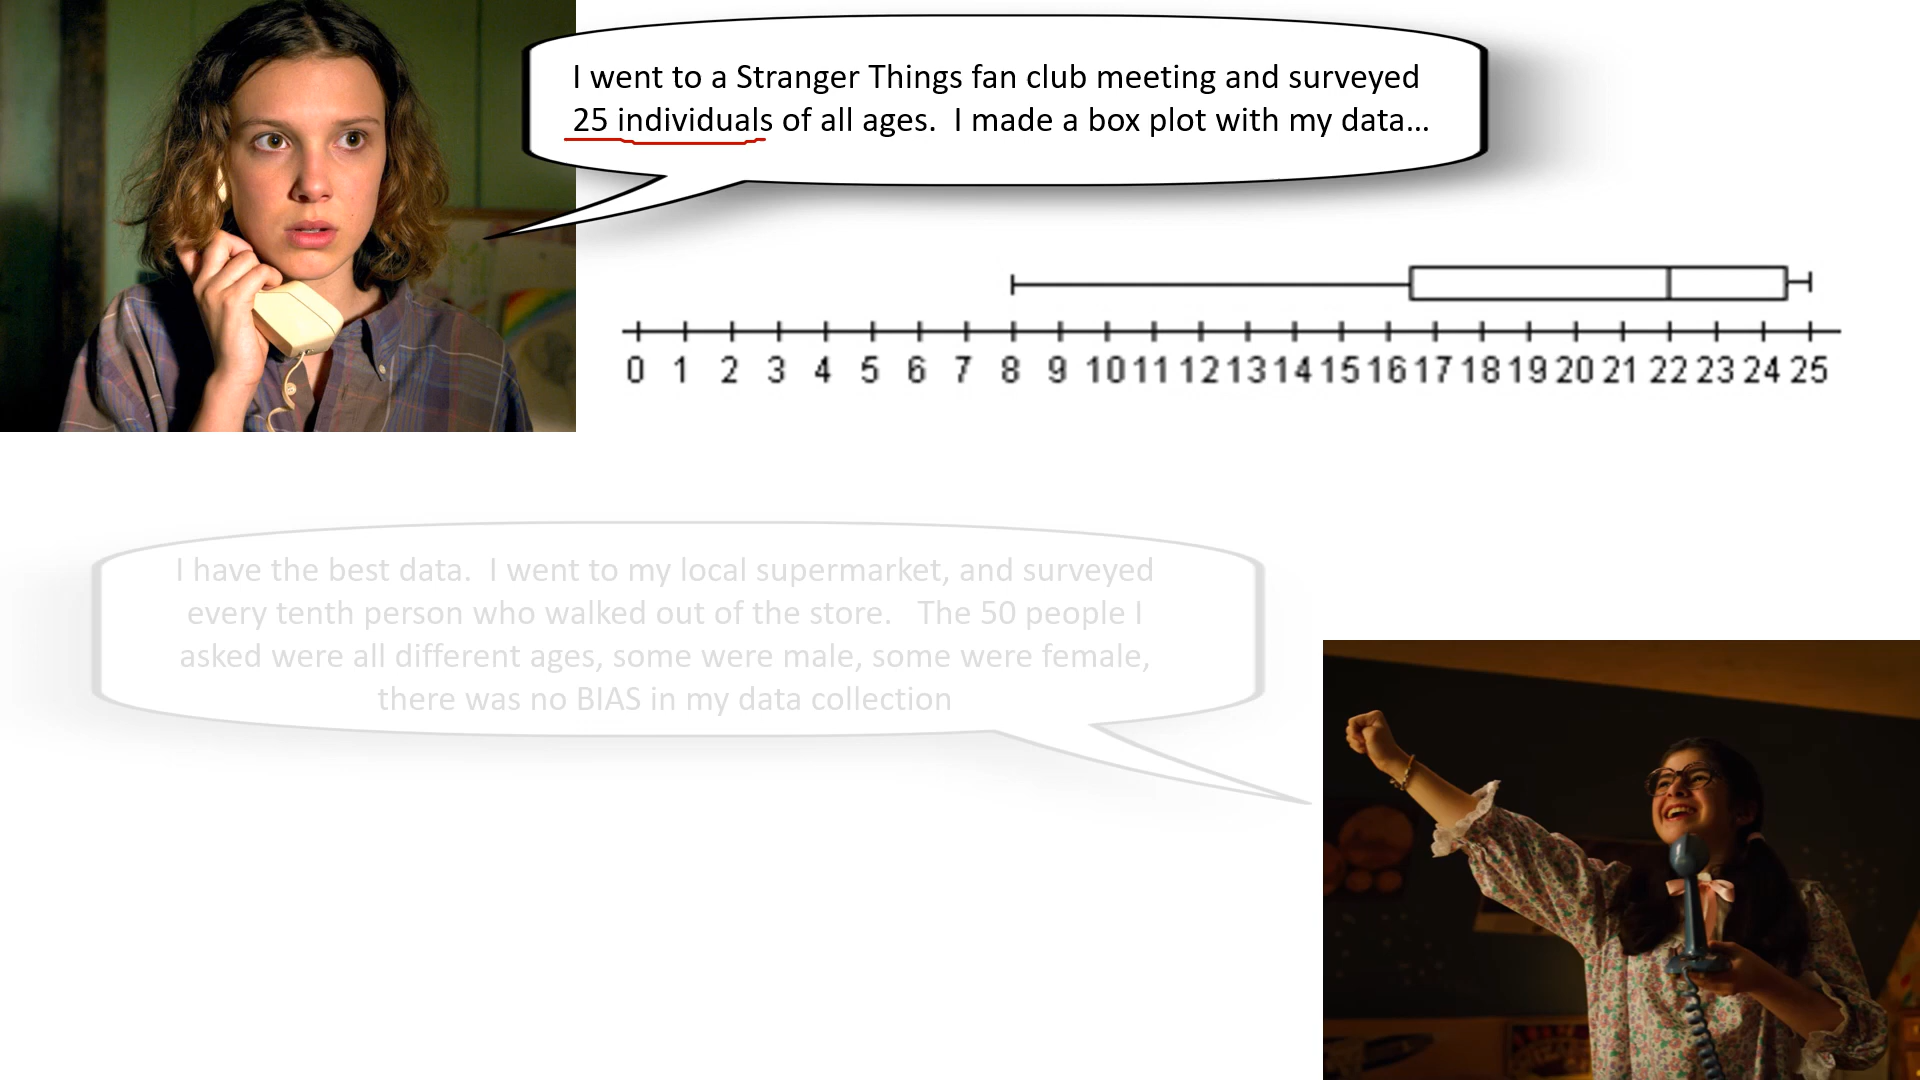 I went to a Stranger Things fan club meeting and surveyed
25 individuals of all ages.  I made a box plot with my data...
0 1 2 3 4 5 6 7 8 9 10 11 12 13 14 15 16 17 18 19 20 21 22 23 24 25
I have the best data.  I went to my local supermarket, and surveyed
every tenth person who walked out of the store.   The 50 people I
asked were all different ages, some were male, some were female,
there was no BIAS in my data collection